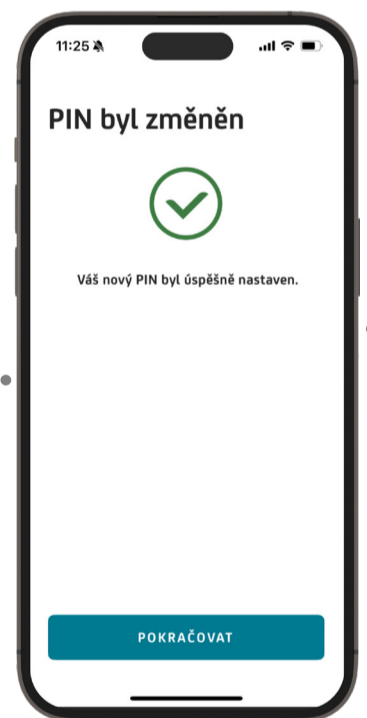 11:25
PIN byl změněn
Váš nový PIN byl úspěšně nastaven.
POKRAČOVAT